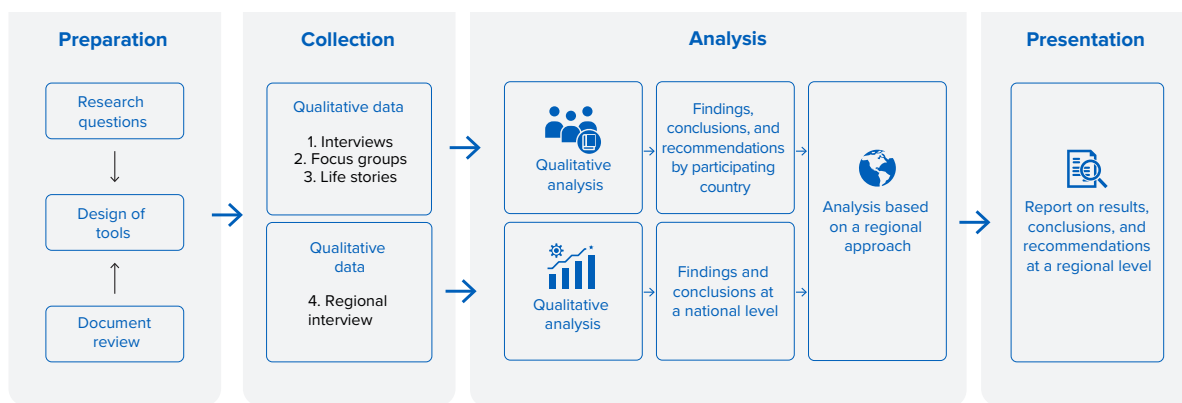 Preparation
Research
questions
Design of
tools
Document
review
Collection
Qualitative data
1. Interviews
2. Focus groups
3. Life stories
Qualitative
data
4. Regional
interview
Analysis
Qualitative
analysis
Findings,
conclusions, and
recommendations
by participating
country
Qualitative
analysis
Findings and
conclusions at
a national level
Analysis based
on a regional
approach
Presentation
Report on results,
conclusions, and
recommendations
at a regional level